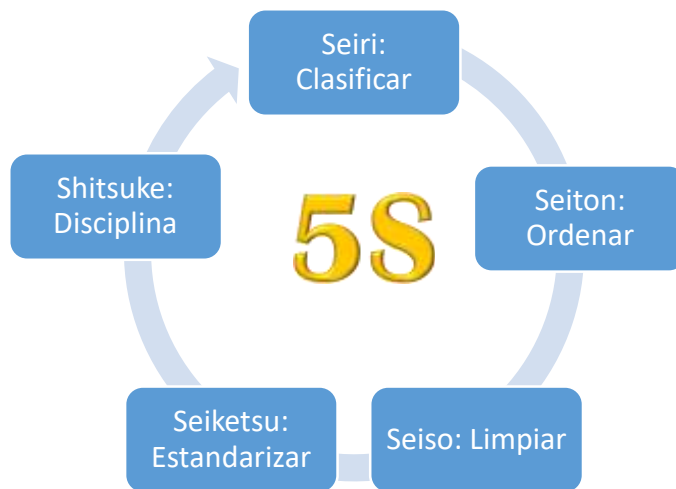 Seiri:
Clasificar
Seiton:
Ordenar
Seiso: Limpiar
Seiketsu:
Estandarizar
Shitsuke:
Disciplina
5S